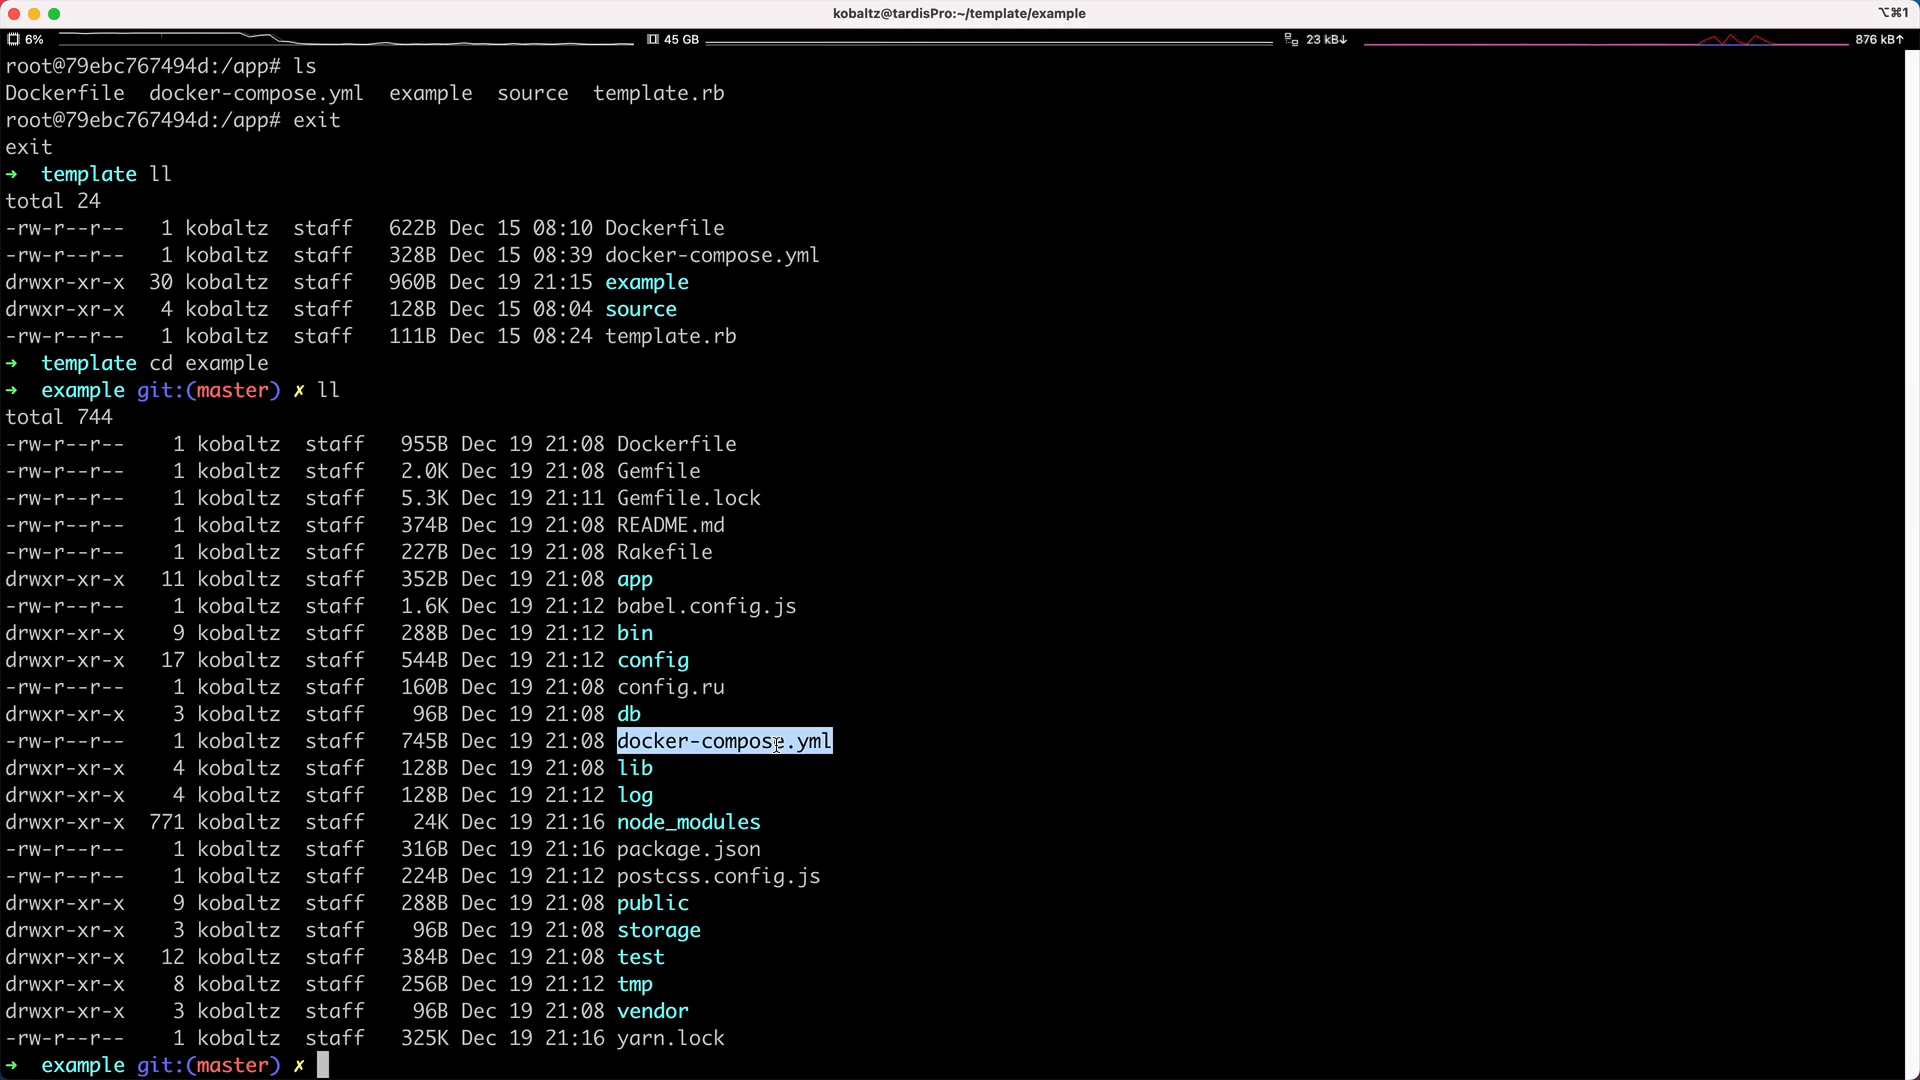 kobaltz@tardisPro:~/template/example
⌥⌘1
6%
45 GB
23 kB↓
876 kB↑
root@79ebc767494d:/app# ls
Dockerfile  docker-compose.yml  example  source  template.rb
root@79ebc767494d:/app# exit
exit
➜  template ll
total 24
-rw-r--r--   1 kobaltz  staff   622B Dec 15 08:10 Dockerfile
-rw-r--r--   1 kobaltz  staff   328B Dec 15 08:39 docker-compose.yml
drwxr-xr-x  30 kobaltz  staff   960B Dec 19 21:15 example
drwxr-xr-x   4 kobaltz  staff   128B Dec 15 08:04 source
-rw-r--r--   1 kobaltz  staff   111B Dec 15 08:24 template.rb
➜  template cd example
➜  example git:(master) ✗ ll
total 744
-rw-r--r--    1 kobaltz  staff   955B Dec 19 21:08 Dockerfile
-rw-r--r--    1 kobaltz  staff   2.0K Dec 19 21:08 Gemfile
-rw-r--r--    1 kobaltz  staff   5.3K Dec 19 21:11 Gemfile.lock
-rw-r--r--    1 kobaltz  staff   374B Dec 19 21:08 README.md
-rw-r--r--    1 kobaltz  staff   227B Dec 19 21:08 Rakefile
drwxr-xr-x   11 kobaltz  staff   352B Dec 19 21:08 app
-rw-r--r--    1 kobaltz  staff   1.6K Dec 19 21:12 babel.config.js
drwxr-xr-x    9 kobaltz  staff   288B Dec 19 21:12 bin
drwxr-xr-x   17 kobaltz  staff   544B Dec 19 21:12 config
-rw-r--r--    1 kobaltz  staff   160B Dec 19 21:08 config.ru
drwxr-xr-x    3 kobaltz  staff    96B Dec 19 21:08 db
-rw-r--r--    1 kobaltz  staff   745B Dec 19 21:08 docker-compose.yml
drwxr-xr-x    4 kobaltz  staff   128B Dec 19 21:08 lib
drwxr-xr-x    4 kobaltz  staff   128B Dec 19 21:12 log
drwxr-xr-x  771 kobaltz  staff    24K Dec 19 21:16 node_modules
-rw-r--r--    1 kobaltz  staff   316B Dec 19 21:16 package.json
-rw-r--r--    1 kobaltz  staff   224B Dec 19 21:12 postcss.config.js
drwxr-xr-x    9 kobaltz  staff   288B Dec 19 21:08 public
drwxr-xr-x    3 kobaltz  staff    96B Dec 19 21:08 storage
drwxr-xr-x   12 kobaltz  staff   384B Dec 19 21:08 test
drwxr-xr-x    8 kobaltz  staff   256B Dec 19 21:12 tmp
drwxr-xr-x    3 kobaltz  staff    96B Dec 19 21:08 vendor
-rw-r--r--    1 kobaltz  staff   325K Dec 19 21:16 yarn.lock
➜  example git:(master) ✗